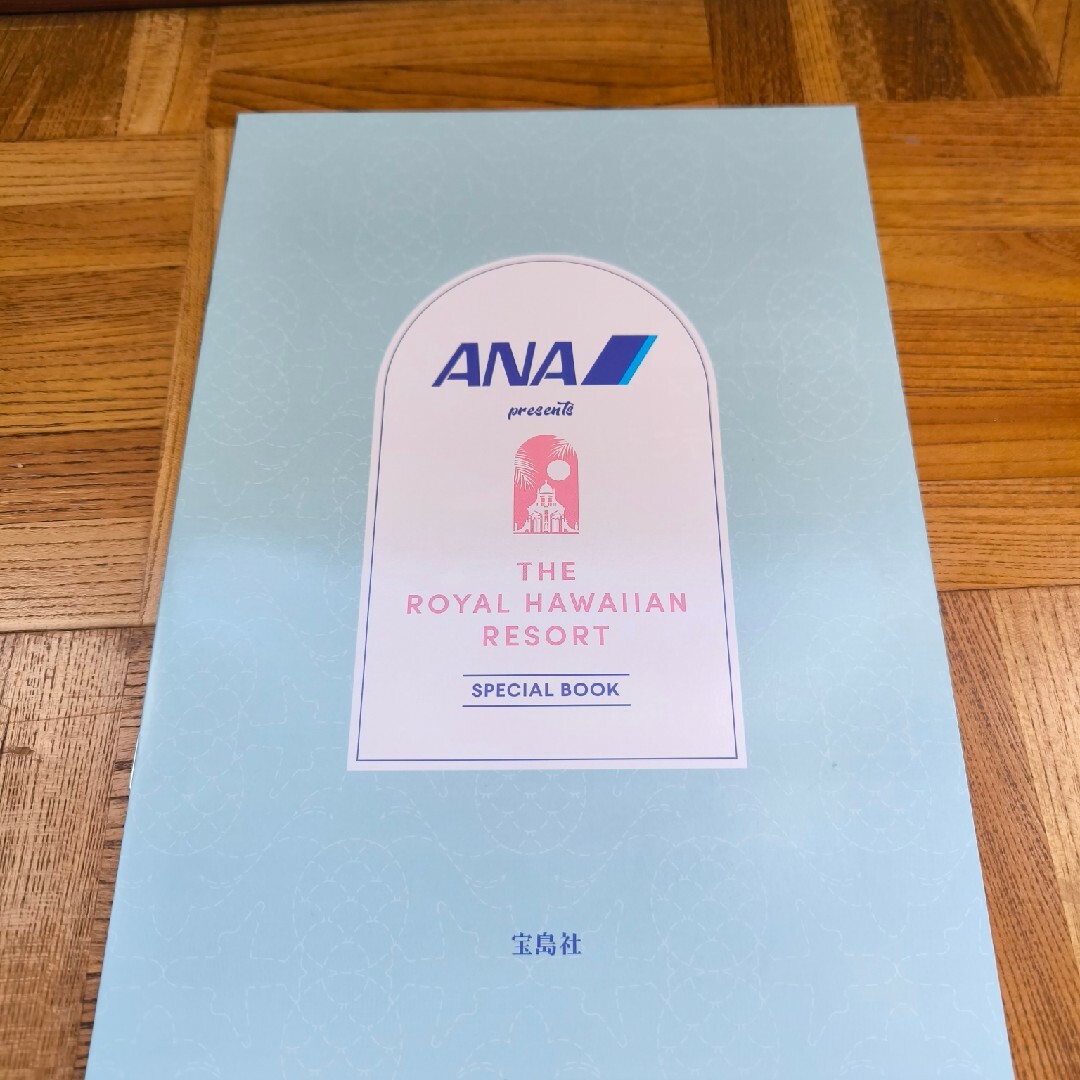 ANA
presents
THE
ROYAL HAWAIIAN
RESORT
SPECIAL BOOK
宝島社